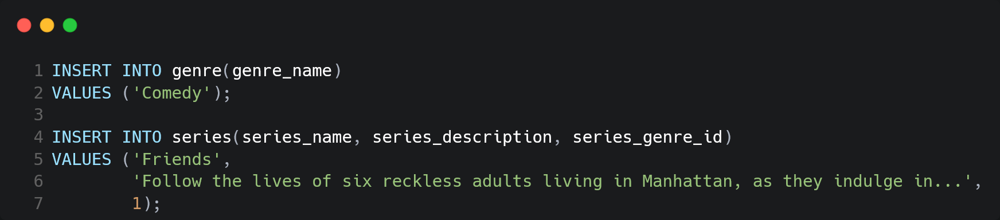 1 INSERT INTO genre(genre_name)
2 VALUES ('Comedy');
3
4 INSERT INTO series(series_name, series_description, series_genre_id)
5 VALUES ('Friends',
6         'Follow the lives of six reckless adults living in Manhattan, as they indulge in...',
7         1);